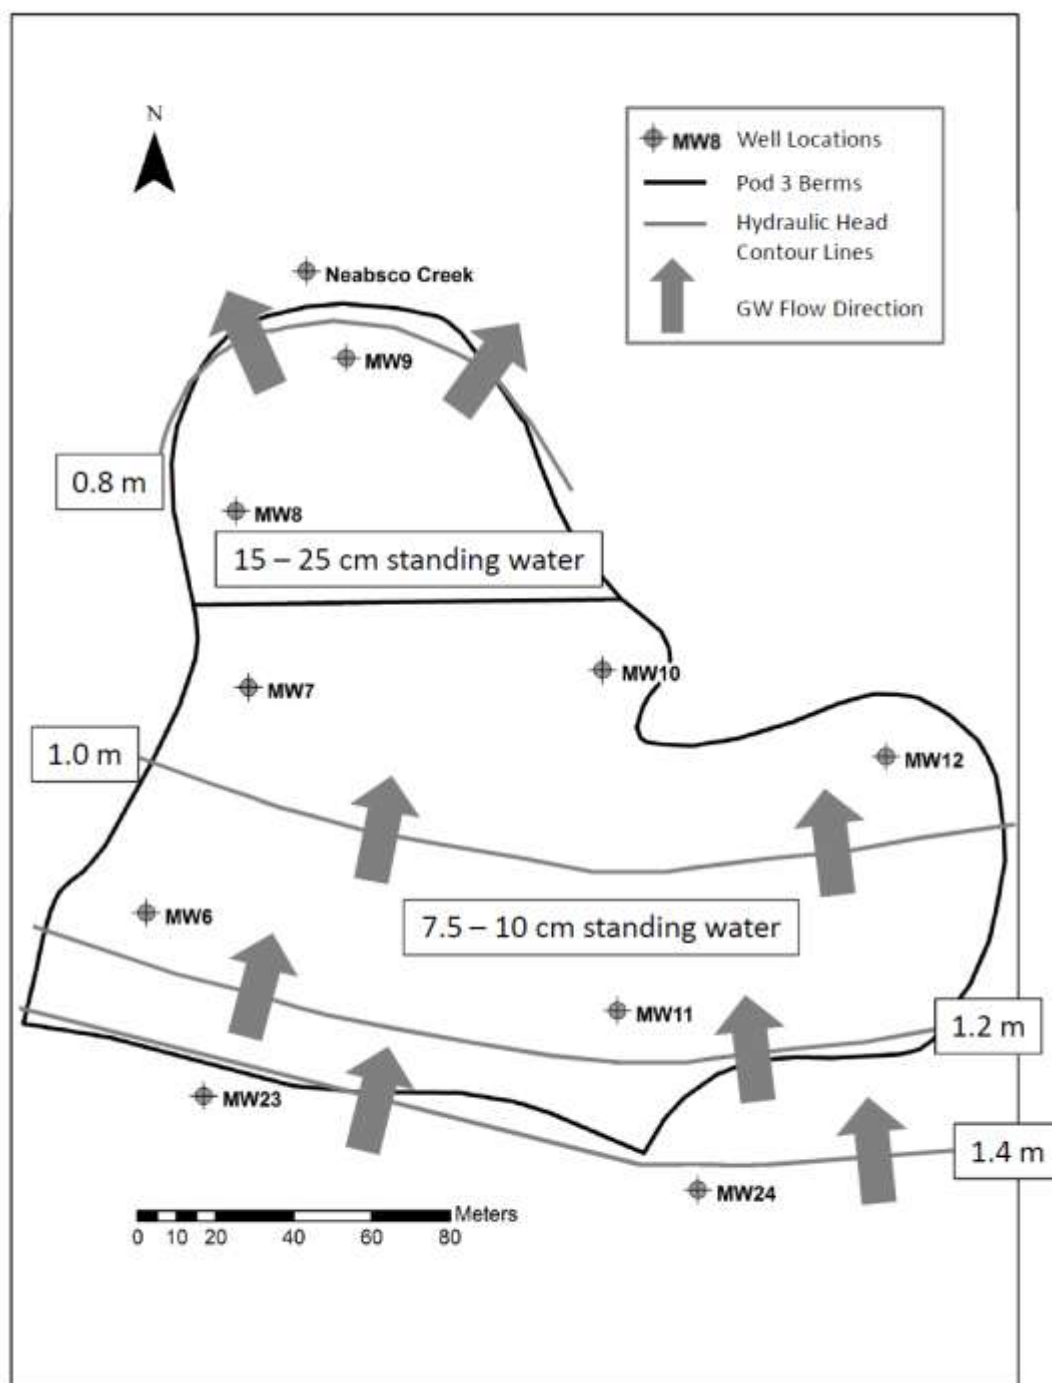 N
MW8 Well Locations
Pod 3 Berms
Hydraulic Head
Contour Lines
GW Flow Direction
Neabsco Creek
MW9
0.8 m
MW8
15 – 25 cm standing water
MW10
MW7
1.0 m
MW12
MW6
7.5 – 10 cm standing water
MW11
1.2 m
MW23
1.4 m
MW24
Meters
0 10 20 40 60 80